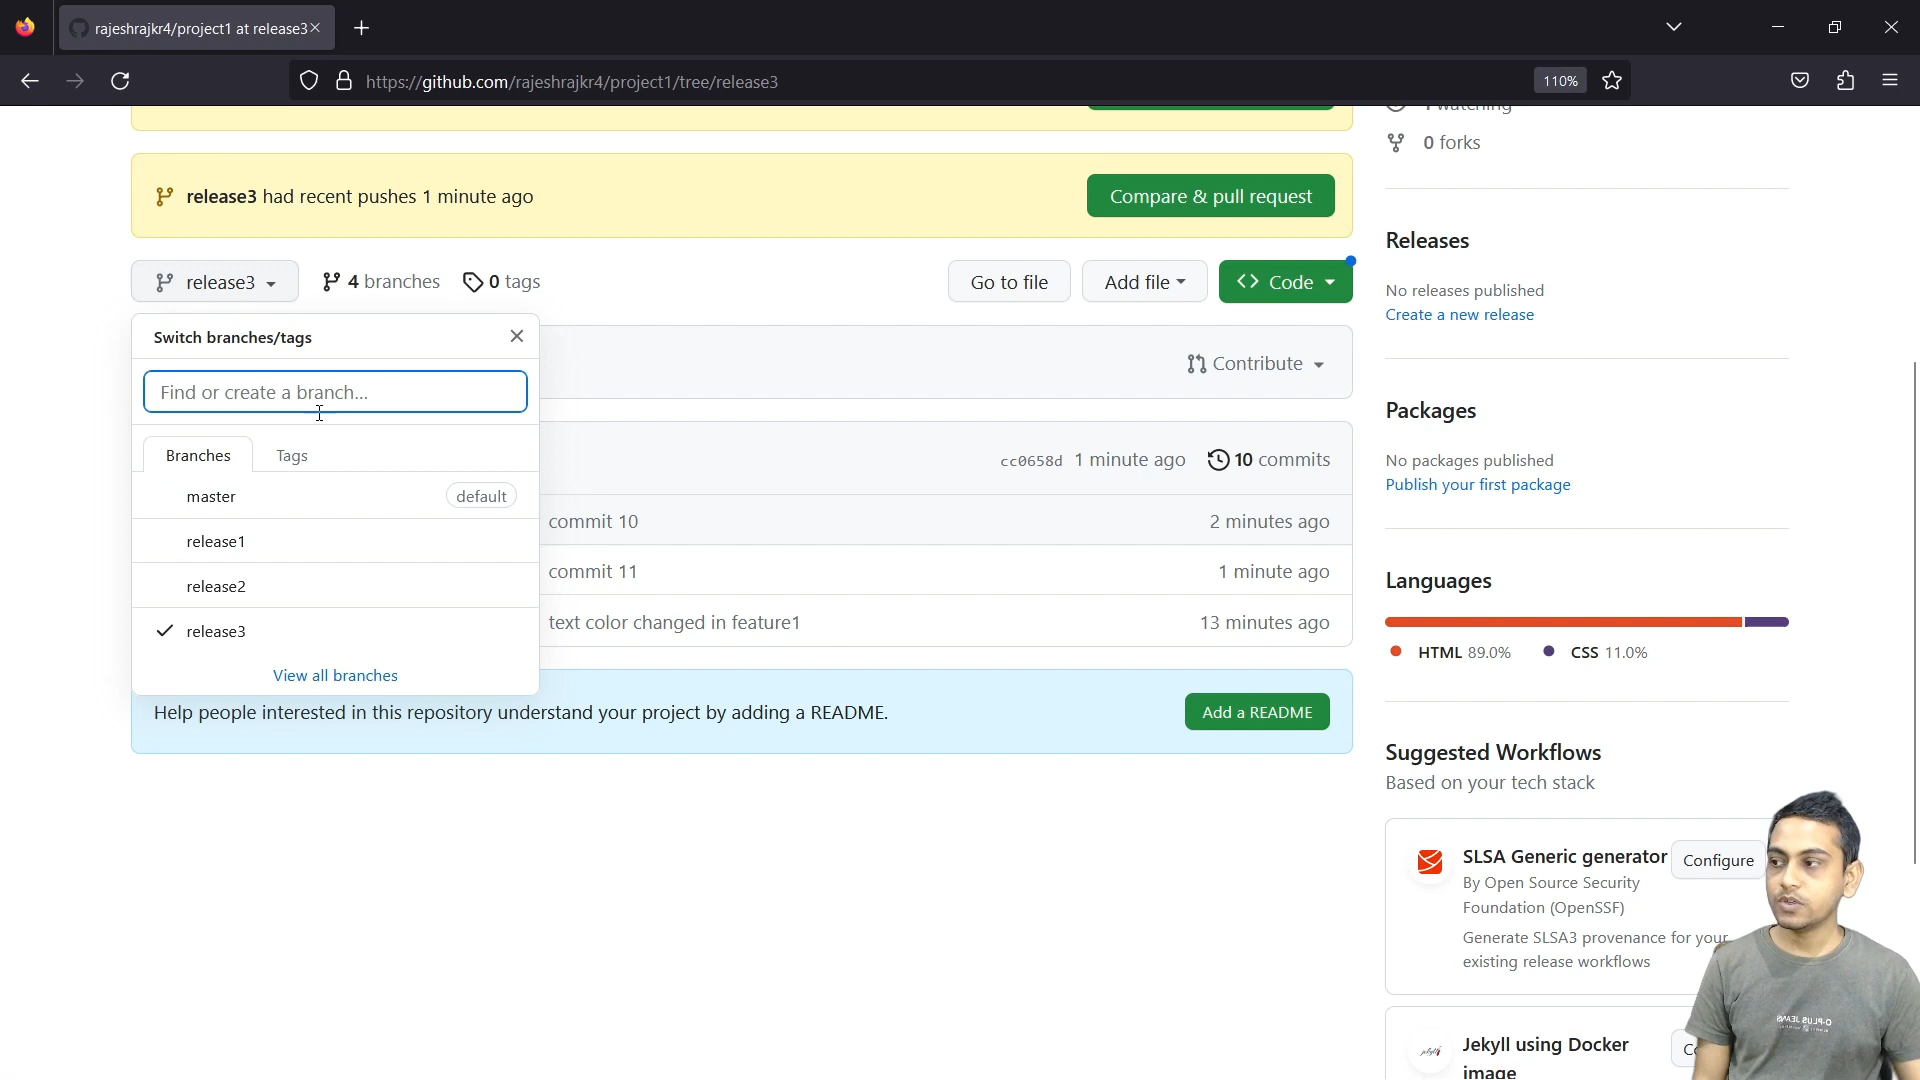 rajeshrajkr4/project1 at release3
https://github.com/rajeshrajkr4/project1/tree/release3
110%
watching
0 forks
release3 had recent pushes 1 minute ago
Compare & pull request
Releases
No releases published
Create a new release
release3
4 branches
0 tags
Go to file
Add file
Code
Switch branches/tags
Find or create a branch...
Contribute
Packages
No packages published
Publish your first package
Branches
Tags
cc0658d 1 minute ago
10 commits
master
default
commit 10
2 minutes ago
release1
commit 11
1 minute ago
release2
text color changed in feature1
13 minutes ago
release3
View all branches
Languages
HTML 89.0%
CSS 11.0%
Help people interested in this repository understand your project by adding a README.
Add a README
Suggested Workflows
Based on your tech stack
SLSA Generic generator
Configure
By Open Source Security
Foundation (OpenSSF)
Generate SLSA3 provenance for your
existing release workflows
O-PLUS JEANS
Jekyll using Docker
image
jekyll